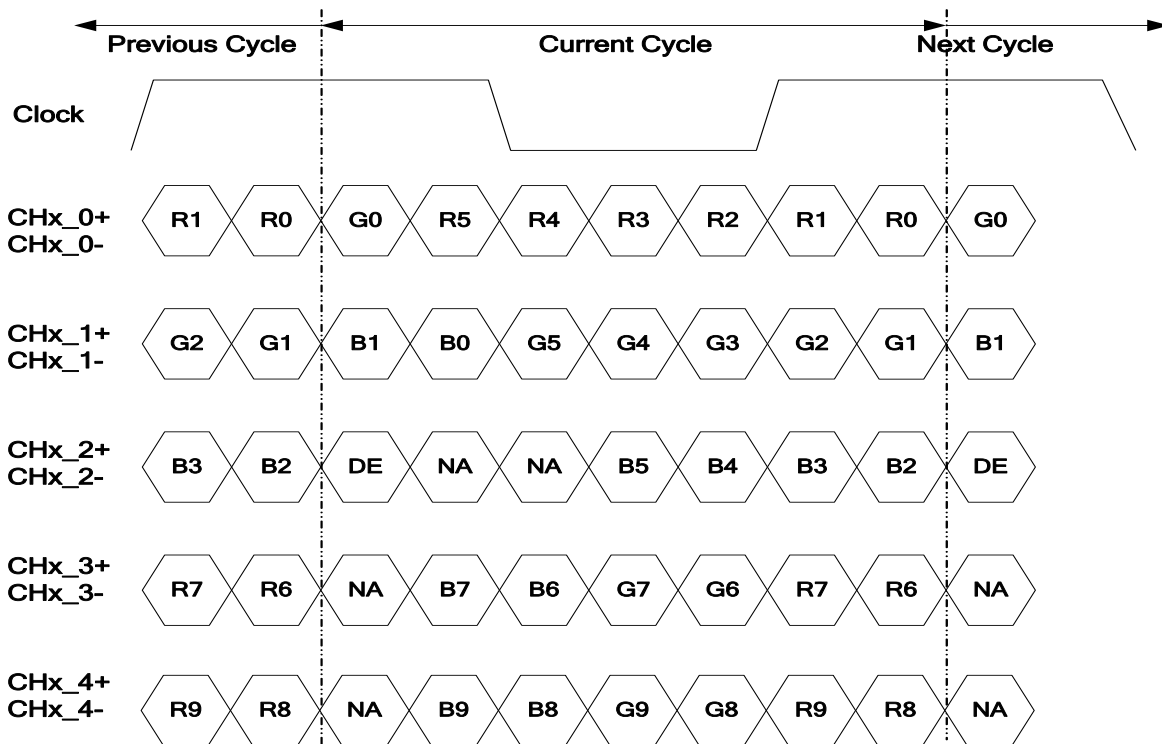 Previous Cycle Current Cycle Next Cycle
Clock
CHx_0+ R1 R0 G0 R5 R4 R3 R2 R1 R0 G0
CHx_0-
CHx_1+ G2 G1 B1 B0 G5 G4 G3 G2 G1 B1
CHx_1-
CHx_2+ B3 B2 DE NA NA B5 B4 B3 B2 DE
CHx_2-
CHx_3+ R7 R6 NA B7 B6 G7 G6 R7 R6 NA
CHx_3-
CHx_4+ R9 R8 NA B9 B8 G9 G8 R9 R8 NA
CHx_4-